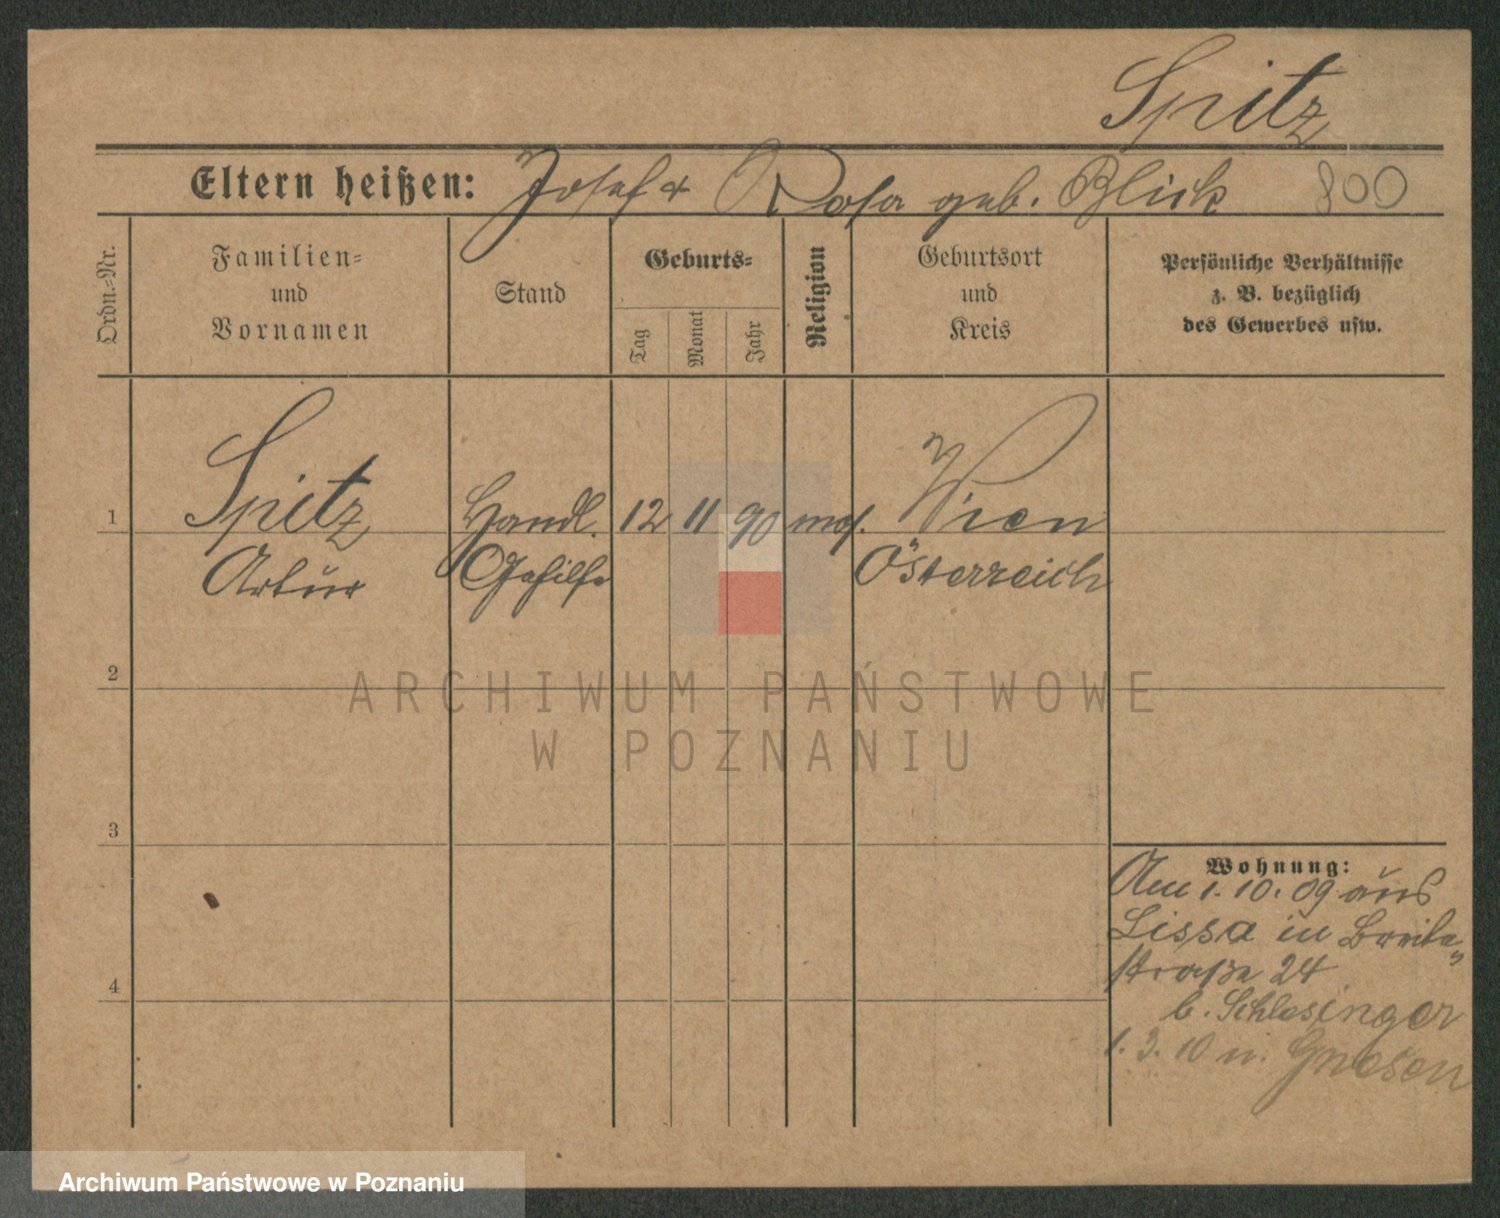 Spitz
Eltern heißen: Josef & Rosa geb. Blick 800
Ordn.-Nr.
Familien-
und
Vornamen
Stand
Geburts-
Tag
Monat
Jahr
Religion
Geburtsort
und
Kreis
Persönliche Verhältnisse
z. B. bezüglich
des Gewerbes usw.
1 Spitz Handl. 12 11 90 mos. Wien
Artur Gehilfe Österreich
2
3
4
Wohnung:
Am 1.10.09 aus
Lissa in Breite-
straße 24
b. Schlesinger
1.3.10 n. Gnesen
ARCHIWUM PAŃSTWOWE
W POZNANIU
Archiwum Państwowe w Poznaniu